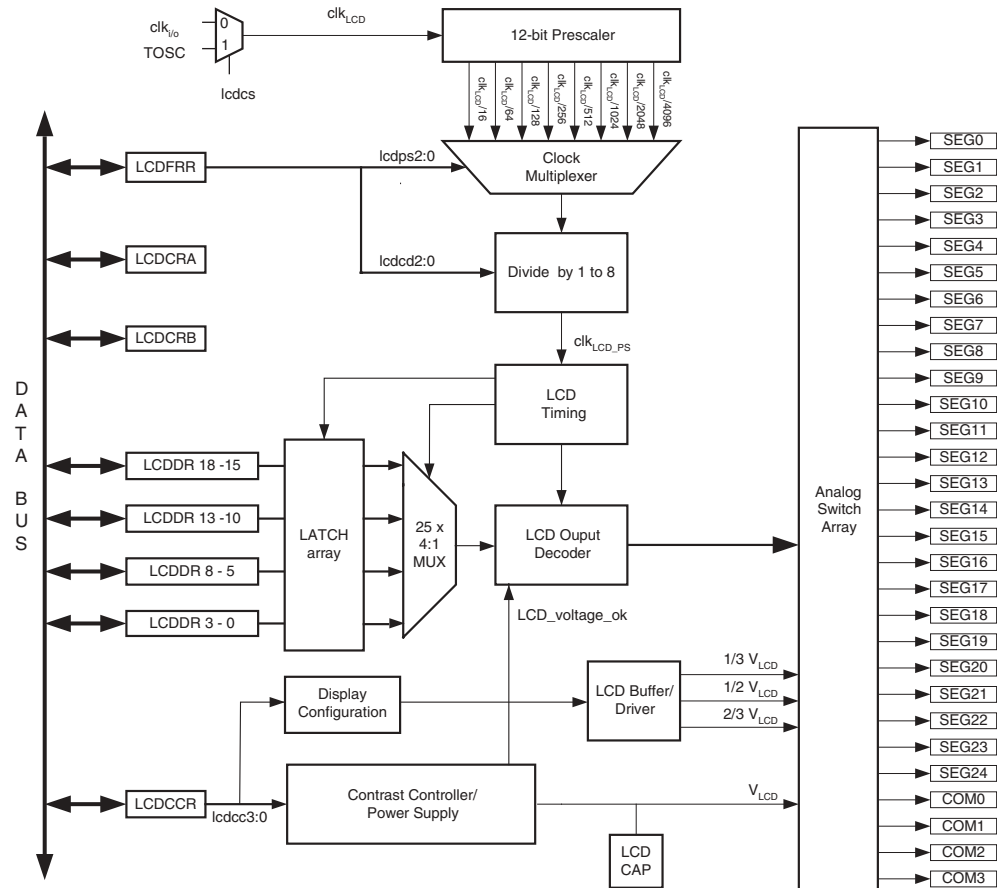 clk_i/o
0
1
TOSC
lcdcs
clk_LCD
12-bit Prescaler
clk_LCD/16
clk_LCD/64
clk_LCD/128
clk_LCD/256
clk_LCD/512
clk_LCD/1024
clk_LCD/2048
clk_LCD/4096
LCDFRR
lcdps2:0
Clock
Multiplexer
LCDCRA
lcdcd2:0
Divide by 1 to 8
LCDCRB
clk_LCD_PS
LCD
Timing
DATA BUS
LCDDR 18 -15
LCDDR 13 -10
LCDDR 8 - 5
LCDDR 3 - 0
LATCH
array
25 x
4:1
MUX
LCD Ouput
Decoder
LCD_voltage_ok
Display
Configuration
LCD Buffer/
Driver
1/3 V_LCD
1/2 V_LCD
2/3 V_LCD
LCDCCR
lcdcc3:0
Contrast Controller/
Power Supply
V_LCD
LCD
CAP
Analog
Switch
Array
SEG0
SEG1
SEG2
SEG3
SEG4
SEG5
SEG6
SEG7
SEG8
SEG9
SEG10
SEG11
SEG12
SEG13
SEG14
SEG15
SEG16
SEG17
SEG18
SEG19
SEG20
SEG21
SEG22
SEG23
SEG24
COM0
COM1
COM2
COM3